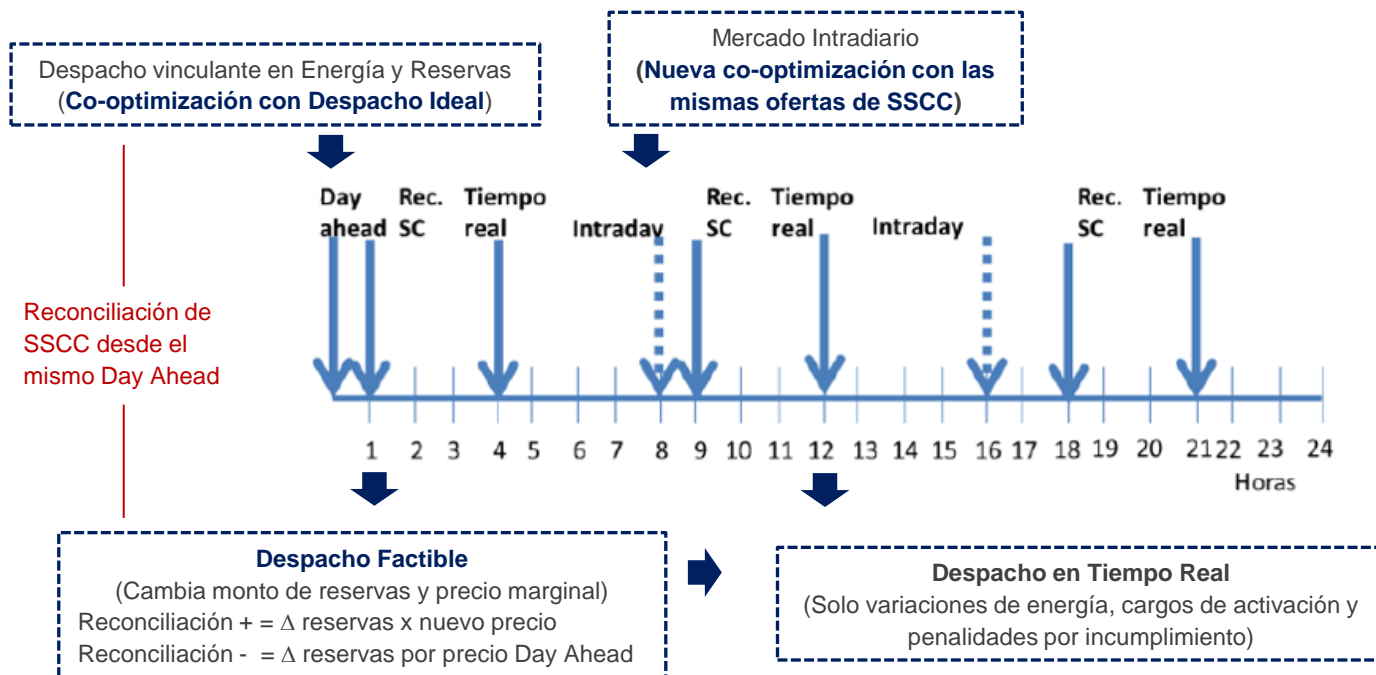 Despacho vinculante en Energía y Reservas
(Co-optimización con Despacho Ideal)
Mercado Intradiario
(Nueva co-optimización con las
mismas ofertas de SSCC)
Day Rec. Tiempo Rec. Tiempo Rec. Tiempo
ahead SC real Intraday SC real Intraday SC real
Reconciliación de
SSCC desde el
mismo Day Ahead
1 2 3 4 5 6 7 8 9 10 11 12 13 14 15 16 17 18 19 20 21 22 23 24
Horas
Despacho Factible
(Cambia monto de reservas y precio marginal)
Reconciliación + = Δ reservas x nuevo precio
Reconciliación - = Δ reservas por precio Day Ahead
Despacho en Tiempo Real
(Solo variaciones de energía, cargos de activación y
penalidades por incumplimiento)